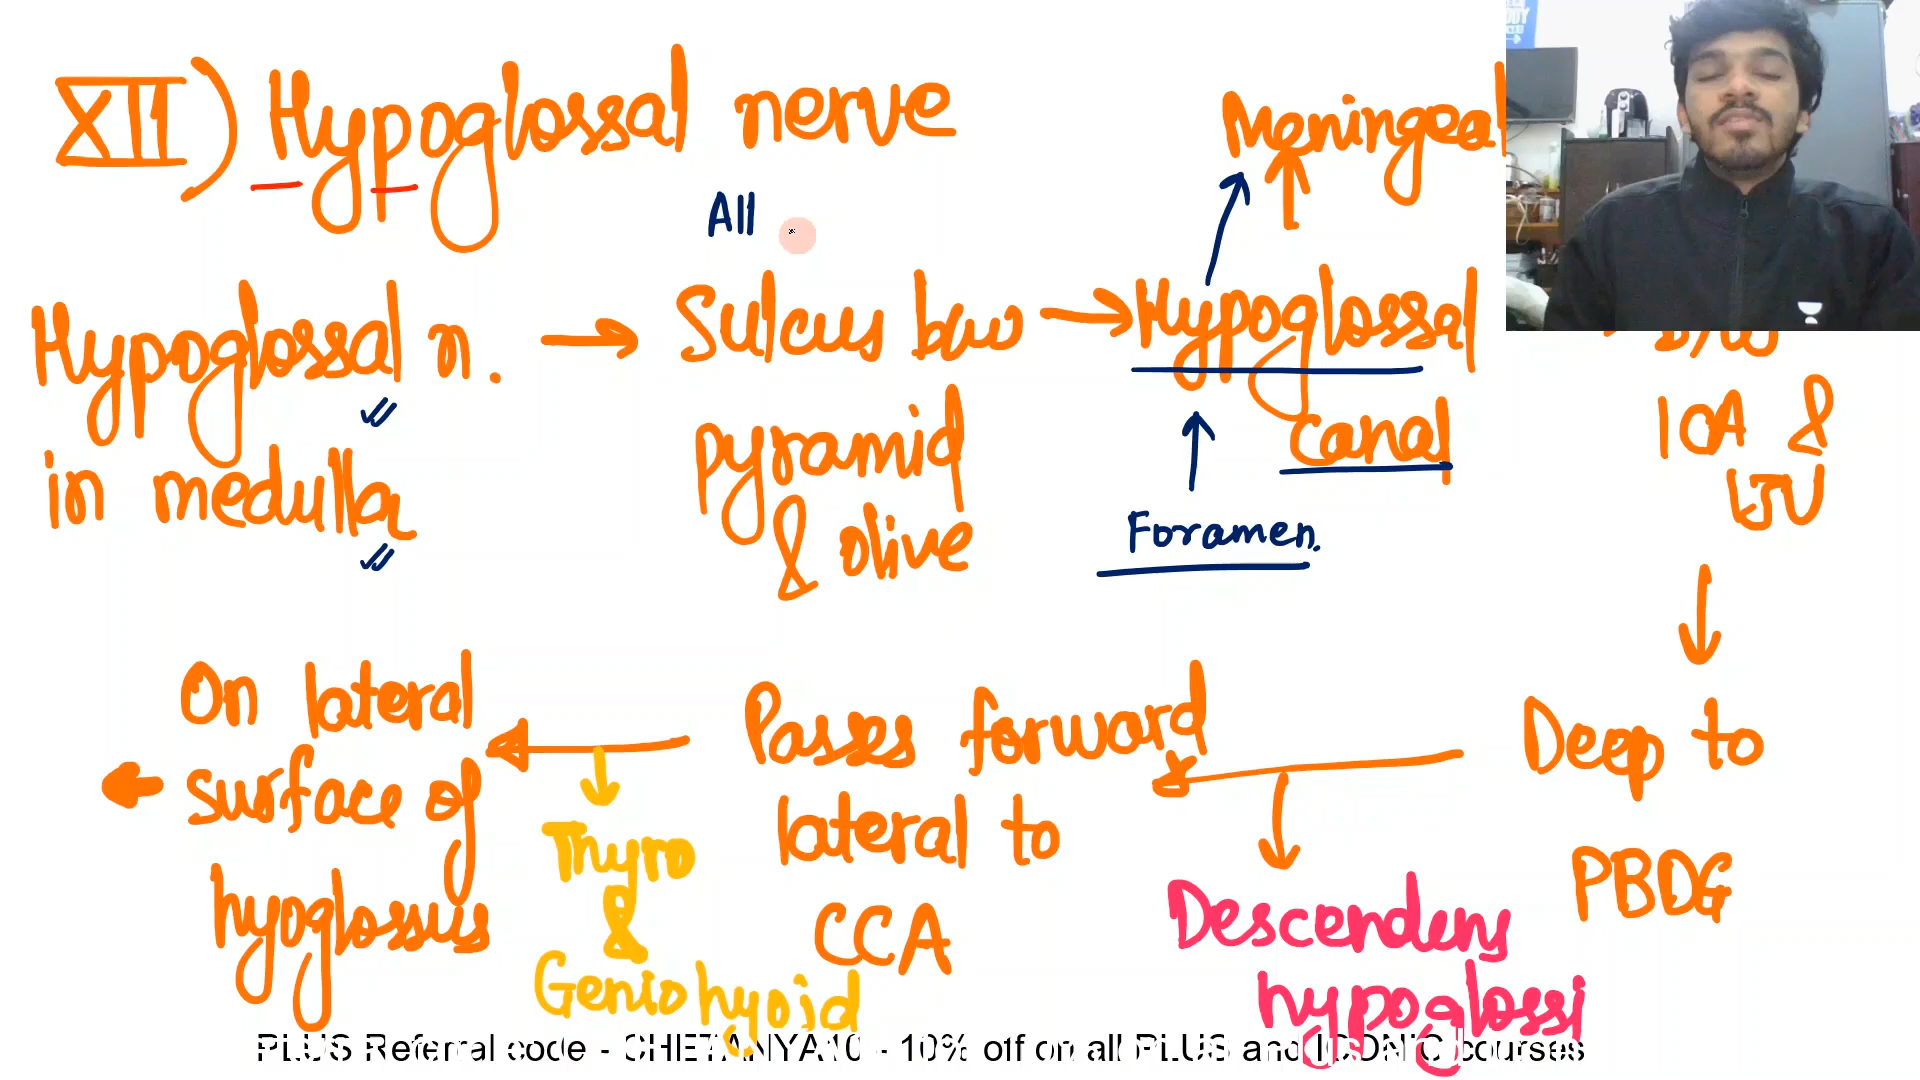 XII) Hypoglossal nerve
Meningeal
All
Hypoglossal n.
in medulla
Sulcus b/w
pyramid
& olive
Hypoglossal
canal
Foramen.
b/w
ICA &
IJV
Deep to
PBDG
Descendens
hypoglossi
Passes forward
lateral to
CCA
Thyro
&
Geniohyoid
On lateral
surface of
hyoglossus
PLUS Referral code - CHETANYA10 - 10% off on all PLUS and ICONIC courses